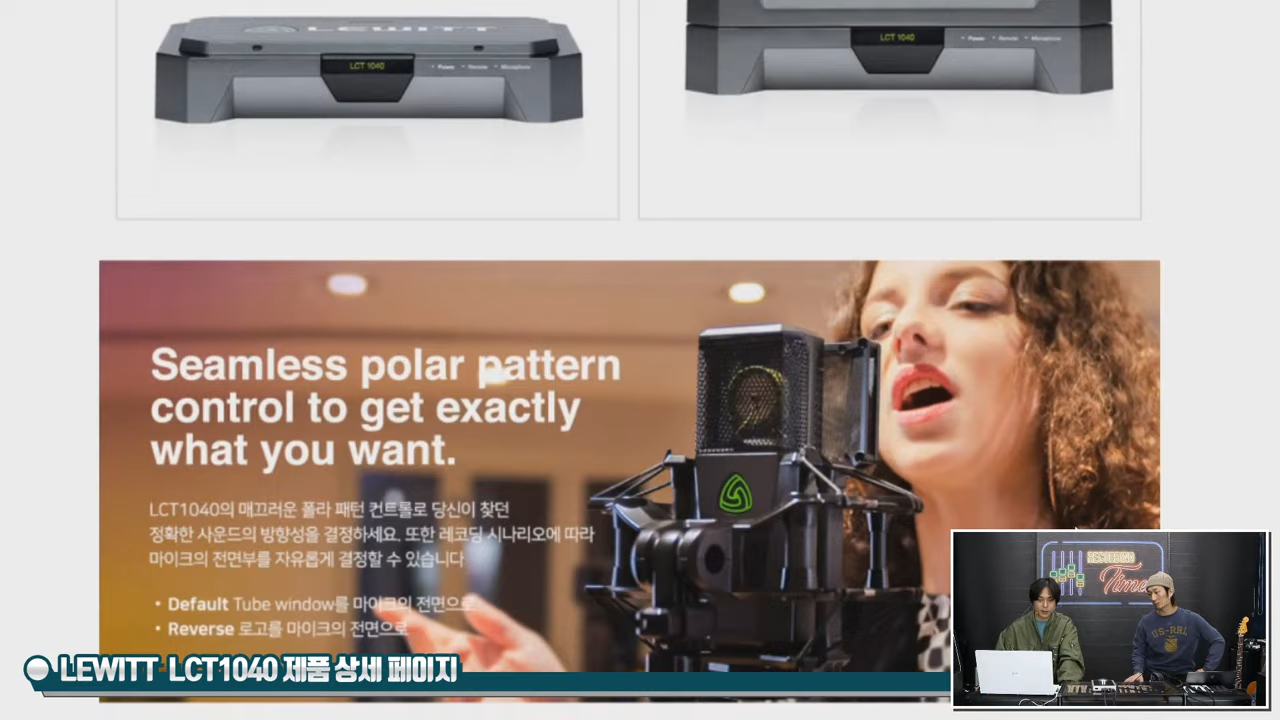 LEWITT
LCT 1040
Power
Remote
Microphone
LCT 1040
Power
Remote
Microphone
Seamless polar pattern
control to get exactly
what you want.
LCT1040의 매끄러운 폴라 패턴 컨트롤로 당신이 찾던
정확한 사운드의 방향성을 결정하세요. 또한 레코딩 시나리오에 따라
마이크의 전면부를 자유롭게 결정할 수 있습니다
• Default Tube window를 마이크의 전면으로
• Reverse 로고를 마이크의 전면으로
RECORDING
Time
US-RRL
LEWITT LCT1040 제품 상세 페이지